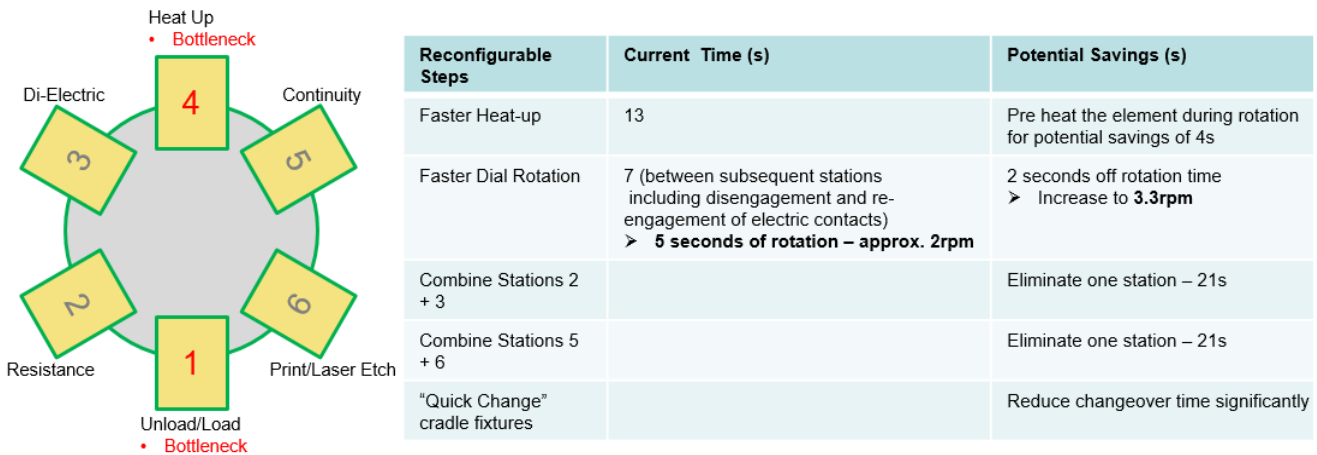 Heat Up
• Bottleneck
Di-Electric
4
Continuity
3
5
2
6
Resistance
1
Print/Laser Etch
Unload/Load
• Bottleneck
Reconfigurable
Steps
Current Time (s)
Potential Savings (s)
Faster Heat-up
13
Pre heat the element during rotation
for potential savings of 4s
Faster Dial Rotation
7 (between subsequent stations
including disengagement and re-
engagement of electric contacts)
➢ 5 seconds of rotation – approx. 2rpm
2 seconds off rotation time
➢ Increase to 3.3rpm
Combine Stations 2
+ 3
Eliminate one station – 21s
Combine Stations 5
+ 6
Eliminate one station – 21s
“Quick Change”
cradle fixtures
Reduce changeover time significantly